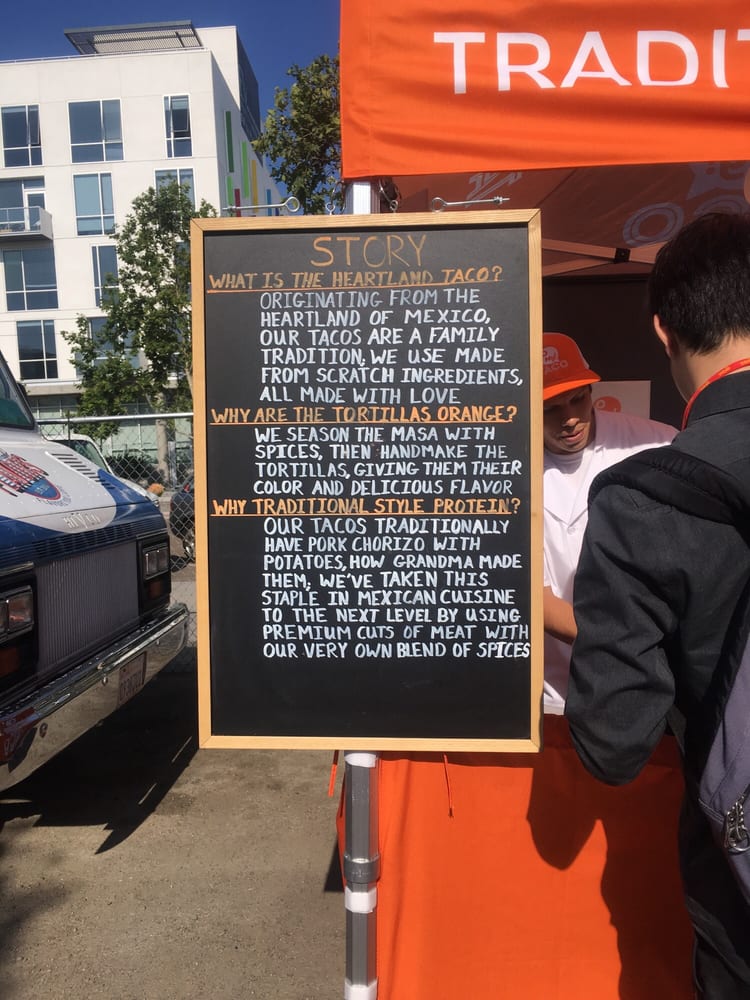 TRADIT
STORY
WHAT IS THE HEARTLAND TACO?
ORIGINATING FROM THE
HEARTLAND OF MEXICO,
OUR TACOS ARE A FAMILY
TRADITION, WE USE MADE
FROM SCRATCH INGREDIENTS,
ALL MADE WITH LOVE
WHY ARE THE TORTILLAS ORANGE?
WE SEASON THE MASA WITH
SPICES, THEN HANDMAKE THE
TORTILLAS, GIVING THEM THEIR
COLOR AND DELICIOUS FLAVOR
WHY TRADITIONAL STYLE PROTEIN?
OUR TACOS TRADITIONALLY
HAVE PORK CHORIZO WITH
POTATOES, HOW GRANDMA MADE
THEM; WE'VE TAKEN THIS
STAPLE IN MEXICAN CUISINE
TO THE NEXT LEVEL BY USING
PREMIUM CUTS OF MEAT WITH
OUR VERY OWN BLEND OF SPICES
TACO